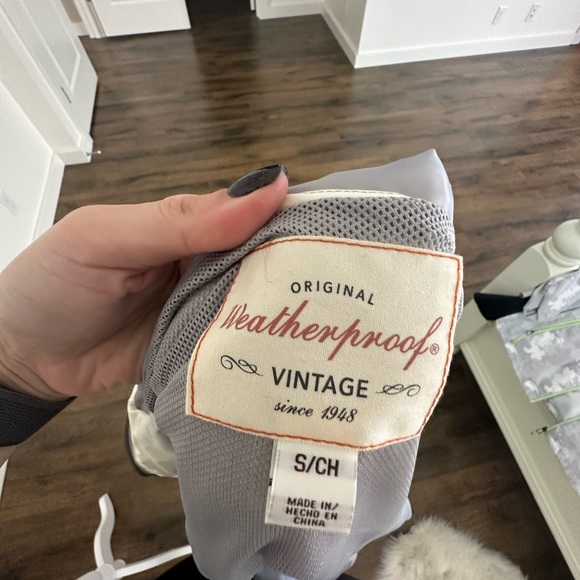 ORIGINAL
Weatherproof®
VINTAGE
since 1948
S/CH
MADE IN/
HECHO EN
CHINA